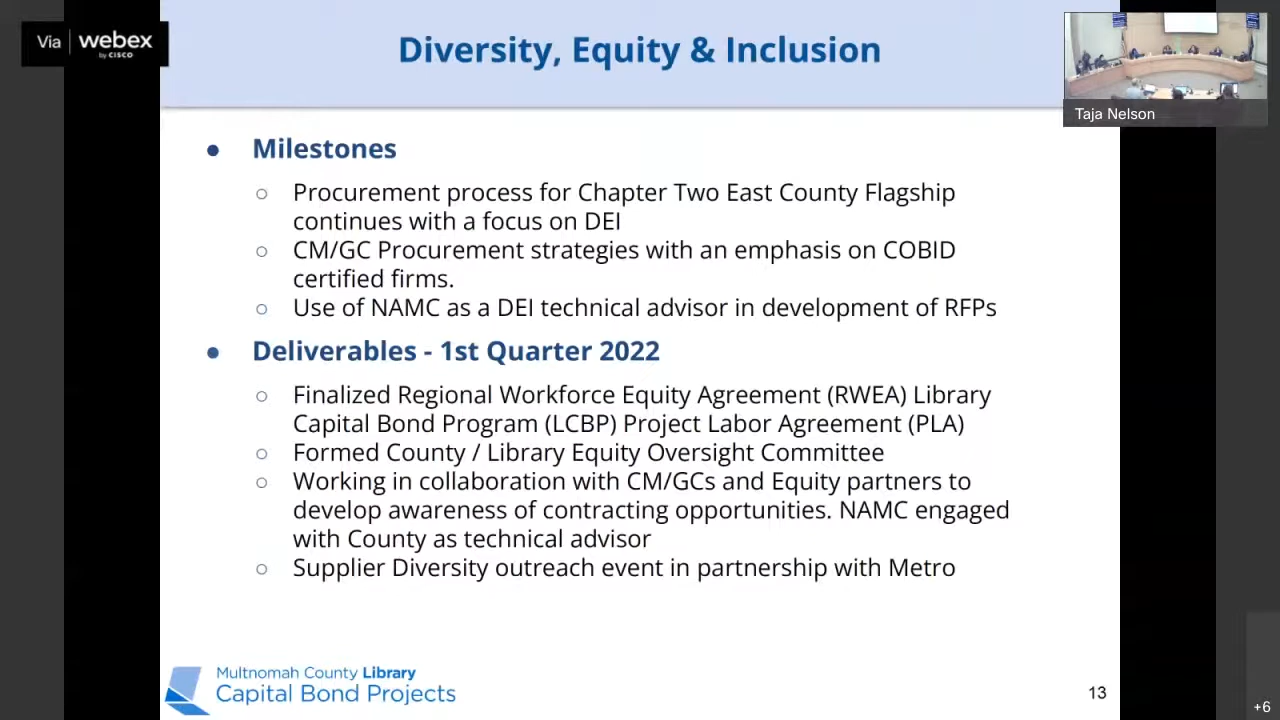 Via webex
by CISCO
Diversity, Equity & Inclusion
Taja Nelson
● Milestones
○ Procurement process for Chapter Two East County Flagship
continues with a focus on DEI
○ CM/GC Procurement strategies with an emphasis on COBID
certified firms.
○ Use of NAMC as a DEI technical advisor in development of RFPs
● Deliverables - 1st Quarter 2022
○ Finalized Regional Workforce Equity Agreement (RWEA) Library
Capital Bond Program (LCBP) Project Labor Agreement (PLA)
○ Formed County / Library Equity Oversight Committee
○ Working in collaboration with CM/GCs and Equity partners to
develop awareness of contracting opportunities. NAMC engaged
with County as technical advisor
○ Supplier Diversity outreach event in partnership with Metro
Multnomah County Library
Capital Bond Projects
13
+6